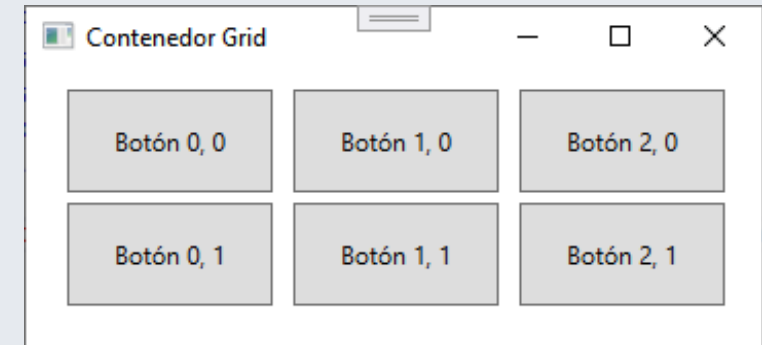 Contenedor Grid
Botón 0, 0 Botón 1, 0 Botón 2, 0
Botón 0, 1 Botón 1, 1 Botón 2, 1